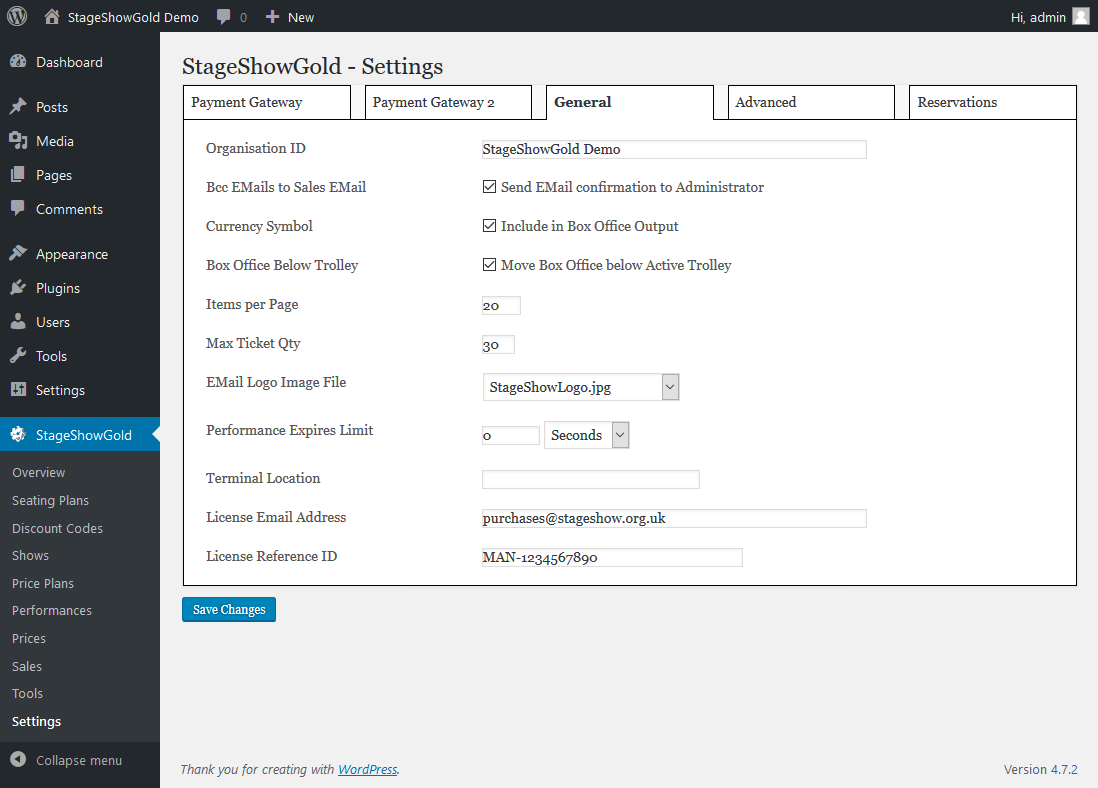 StageShowGold Demo 0 New Hi, admin
Dashboard
Posts
Media
Pages
Comments
Appearance
Plugins
Users
Tools
Settings
StageShowGold
Overview
Seating Plans
Discount Codes
Shows
Price Plans
Performances
Prices
Sales
Tools
Settings
Collapse menu
StageShowGold - Settings
Payment Gateway Payment Gateway 2 General Advanced Reservations
Organisation ID StageShowGold Demo
Bcc EMails to Sales EMail Send EMail confirmation to Administrator
Currency Symbol Include in Box Office Output
Box Office Below Trolley Move Box Office below Active Trolley
Items per Page 20
Max Ticket Qty 30
EMail Logo Image File StageShowLogo.jpg
Performance Expires Limit 0 Seconds
Terminal Location
License Email Address purchases@stageshow.org.uk
License Reference ID MAN-1234567890
Save Changes
Thank you for creating with WordPress. Version 4.7.2